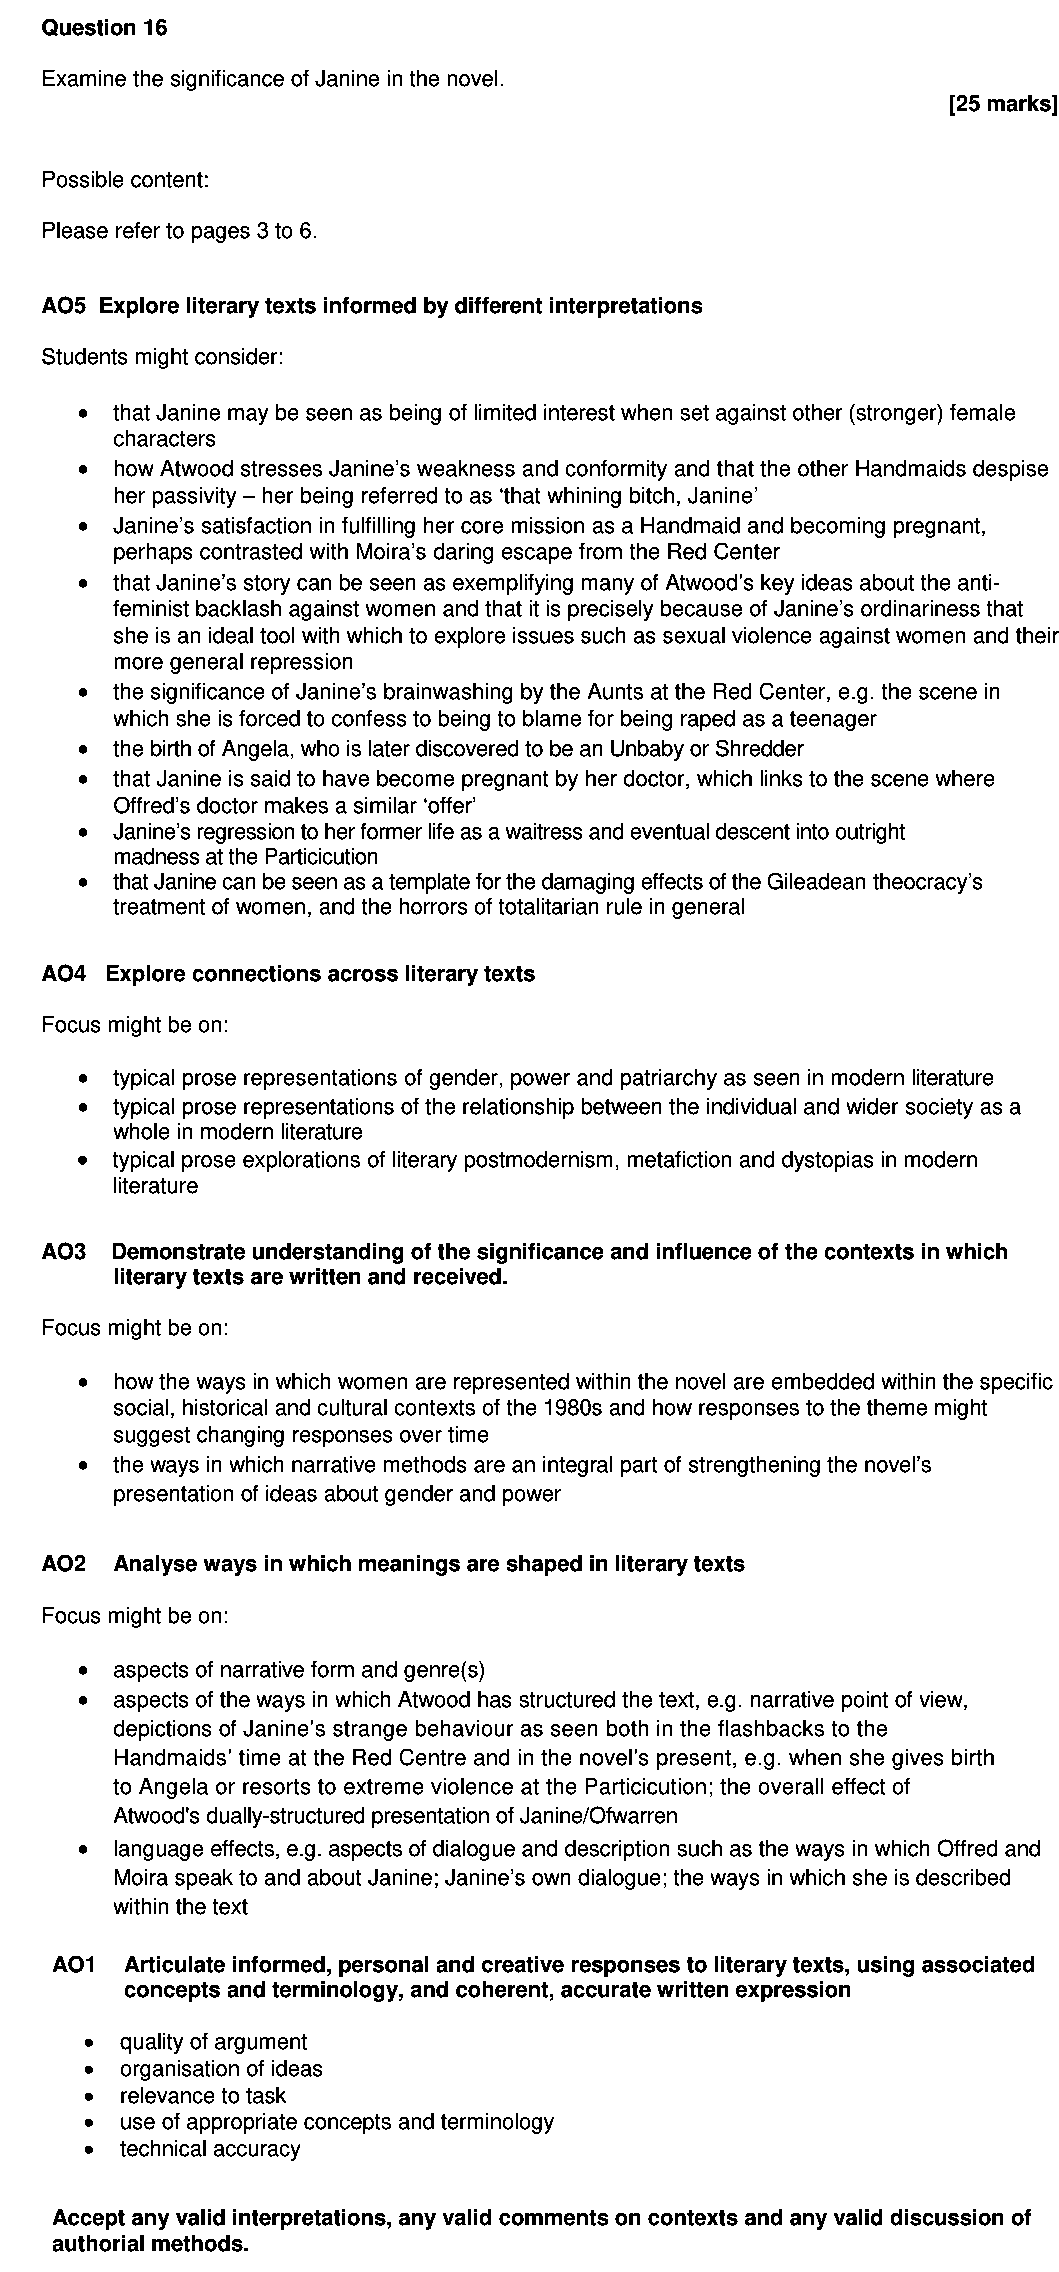 Question 16
Examine the significance of Janine in the novel.
[25 marks]
Possible content:
Please refer to pages 3 to 6.
AO5 Explore literary texts informed by different interpretations
Students might consider:
• that Janine may be seen as being of limited interest when set against other (stronger) female
characters
• how Atwood stresses Janine's weakness and conformity and that the other Handmaids despise
her passivity – her being referred to as 'that whining bitch, Janine'
• Janine's satisfaction in fulfilling her core mission as a Handmaid and becoming pregnant,
perhaps contrasted with Moira's daring escape from the Red Center
• that Janine's story can be seen as exemplifying many of Atwood's key ideas about the anti-
feminist backlash against women and that it is precisely because of Janine's ordinariness that
she is an ideal tool with which to explore issues such as sexual violence against women and their
more general repression
• the significance of Janine's brainwashing by the Aunts at the Red Center, e.g. the scene in
which she is forced to confess to being to blame for being raped as a teenager
• the birth of Angela, who is later discovered to be an Unbaby or Shredder
• that Janine is said to have become pregnant by her doctor, which links to the scene where
Offred's doctor makes a similar 'offer'
• Janine's regression to her former life as a waitress and eventual descent into outright
madness at the Particicution
• that Janine can be seen as a template for the damaging effects of the Gileadean theocracy's
treatment of women, and the horrors of totalitarian rule in general
AO4 Explore connections across literary texts
Focus might be on:
• typical prose representations of gender, power and patriarchy as seen in modern literature
• typical prose representations of the relationship between the individual and wider society as a
whole in modern literature
• typical prose explorations of literary postmodernism, metafiction and dystopias in modern
literature
AO3 Demonstrate understanding of the significance and influence of the contexts in which
literary texts are written and received.
Focus might be on:
• how the ways in which women are represented within the novel are embedded within the specific
social, historical and cultural contexts of the 1980s and how responses to the theme might
suggest changing responses over time
• the ways in which narrative methods are an integral part of strengthening the novel's
presentation of ideas about gender and power
AO2 Analyse ways in which meanings are shaped in literary texts
Focus might be on:
• aspects of narrative form and genre(s)
• aspects of the ways in which Atwood has structured the text, e.g. narrative point of view,
depictions of Janine's strange behaviour as seen both in the flashbacks to the
Handmaids' time at the Red Centre and in the novel's present, e.g. when she gives birth
to Angela or resorts to extreme violence at the Particicution; the overall effect of
Atwood's dually-structured presentation of Janine/Ofwarren
• language effects, e.g. aspects of dialogue and description such as the ways in which Offred and
Moira speak to and about Janine; Janine's own dialogue; the ways in which she is described
within the text
AO1 Articulate informed, personal and creative responses to literary texts, using associated
concepts and terminology, and coherent, accurate written expression
• quality of argument
• organisation of ideas
• relevance to task
• use of appropriate concepts and terminology
• technical accuracy
Accept any valid interpretations, any valid comments on contexts and any valid discussion of
authorial methods.